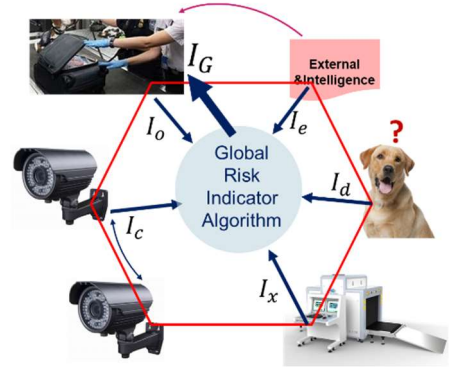 I_G
External
&Intelligence
I_o
I_e
?
Global
Risk
Indicator
Algorithm
I_d
I_c
I_x